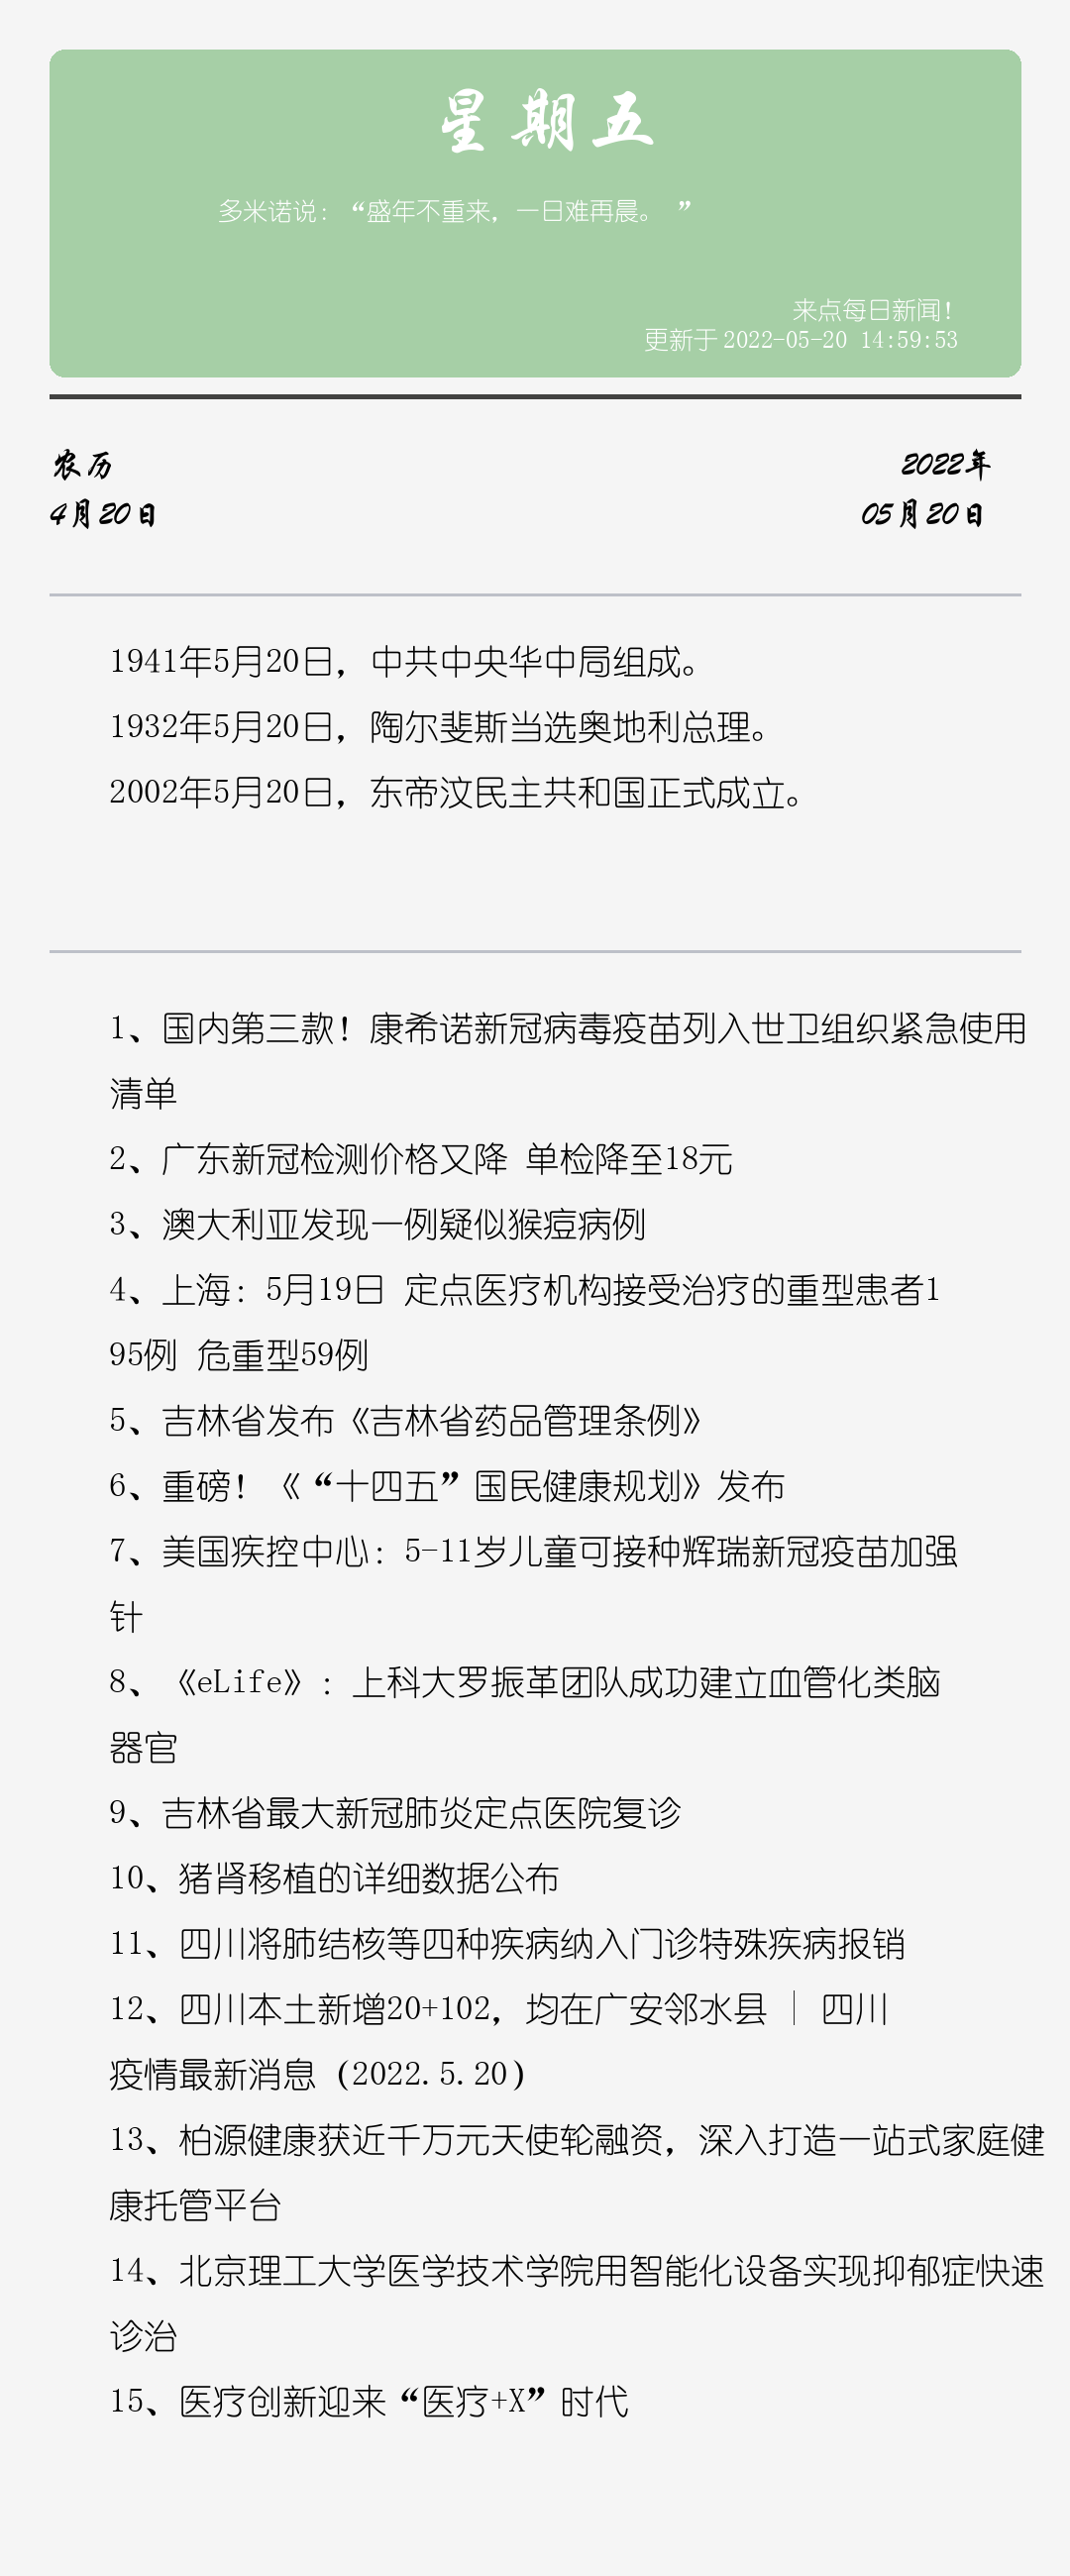 星期五
多米诺说：“盛年不重来，一日难再晨。 ”
来点每日新闻！
更新于2022-05-20 14:59:53
农历
2022年
4月20日
05月20日
1941年5月20日，中共中央华中局组成。
1932年5月20日，陶尔斐斯当选奥地利总理。
2002年5月20日，东帝汶民主共和国正式成立。
1、国内第三款！康希诺新冠病毒疫苗列入世卫组织紧急使用
清单
2、广东新冠检测价格又降 单检降至18元
3、澳大利亚发现一例疑似猴痘病例
4、上海：5月19日 定点医疗机构接受治疗的重型患者1
95例 危重型59例
5、吉林省发布《吉林省药品管理条例》
6、重磅！《“十四五”国民健康规划》发布
7、美国疾控中心：5-11岁儿童可接种辉瑞新冠疫苗加强
针
8、《eLife》：上科大罗振革团队成功建立血管化类脑
器官
9、吉林省最大新冠肺炎定点医院复诊
10、猪肾移植的详细数据公布
11、四川将肺结核等四种疾病纳入门诊特殊疾病报销
12、四川本土新增20+102，均在广安邻水县 | 四川
疫情最新消息（2022.5.20）
13、柏源健康获近千万元天使轮融资，深入打造一站式家庭健
康托管平台
14、北京理工大学医学技术学院用智能化设备实现抑郁症快速
诊治
15、医疗创新迎来“医疗+X”时代